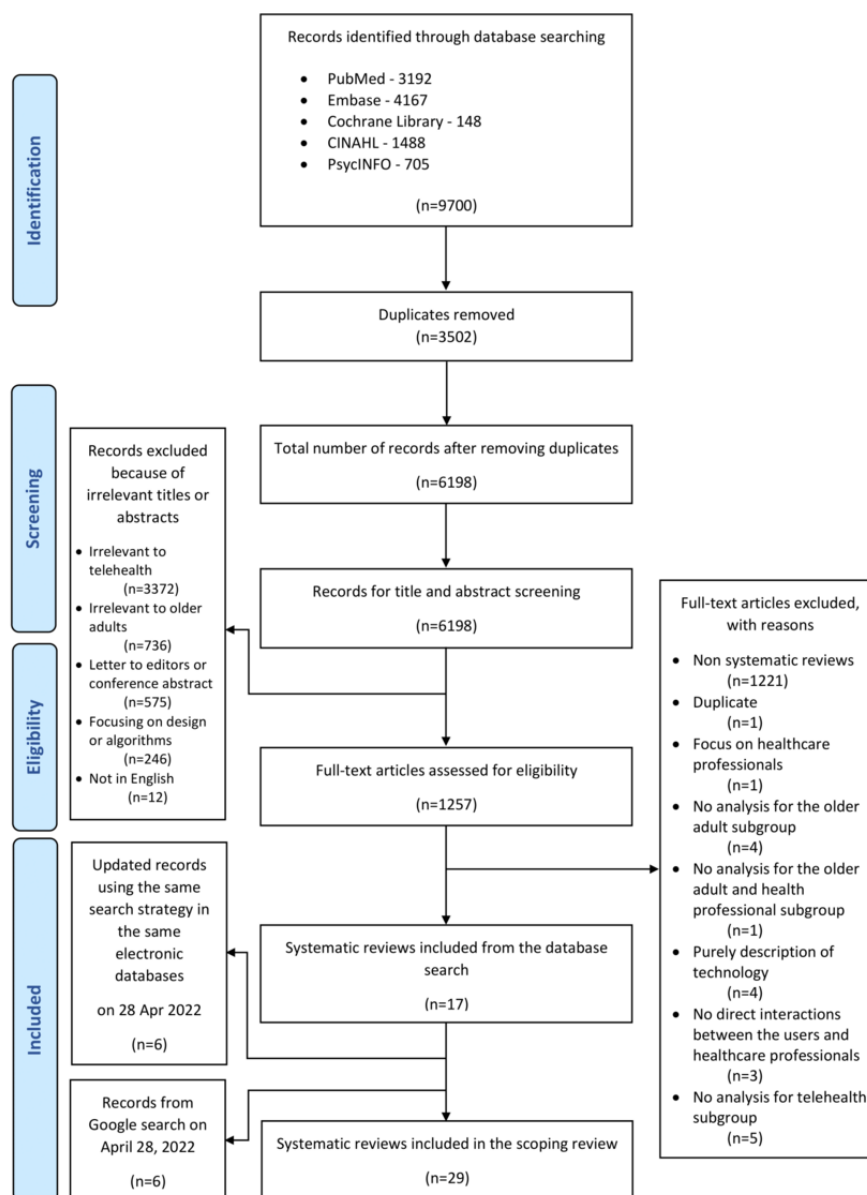 Identification
Records identified through database searching
• PubMed - 3192
• Embase - 4167
• Cochrane Library - 148
• CINAHL - 1488
• PsycINFO - 705
(n=9700)
Duplicates removed
(n=3502)
Screening
Total number of records after removing duplicates
(n=6198)
Records for title and abstract screening
(n=6198)
Records excluded
because of
irrelevant titles or
abstracts
• Irrelevant to
telehealth
(n=3372)
• Irrelevant to older
adults
(n=736)
• Letter to editors or
conference abstract
(n=575)
• Focusing on design
or algorithms
(n=246)
• Not in English
(n=12)
Eligibility
Full-text articles assessed for eligibility
(n=1257)
Full-text articles excluded,
with reasons
• Non systematic reviews
(n=1221)
• Duplicate
(n=1)
• Focus on healthcare
professionals
(n=1)
• No analysis for the older
adult subgroup
(n=4)
• No analysis for the older
adult and health
professional subgroup
(n=1)
• Purely description of
technology
(n=4)
• No direct interactions
between the users and
healthcare professionals
(n=3)
• No analysis for telehealth
subgroup
(n=5)
Included
Systematic reviews included from the database
search
(n=17)
Updated records
using the same
search strategy in
the same
electronic
databases
on 28 Apr 2022
(n=6)
Records from
Google search on
April 28, 2022
(n=6)
Systematic reviews included in the scoping review
(n=29)